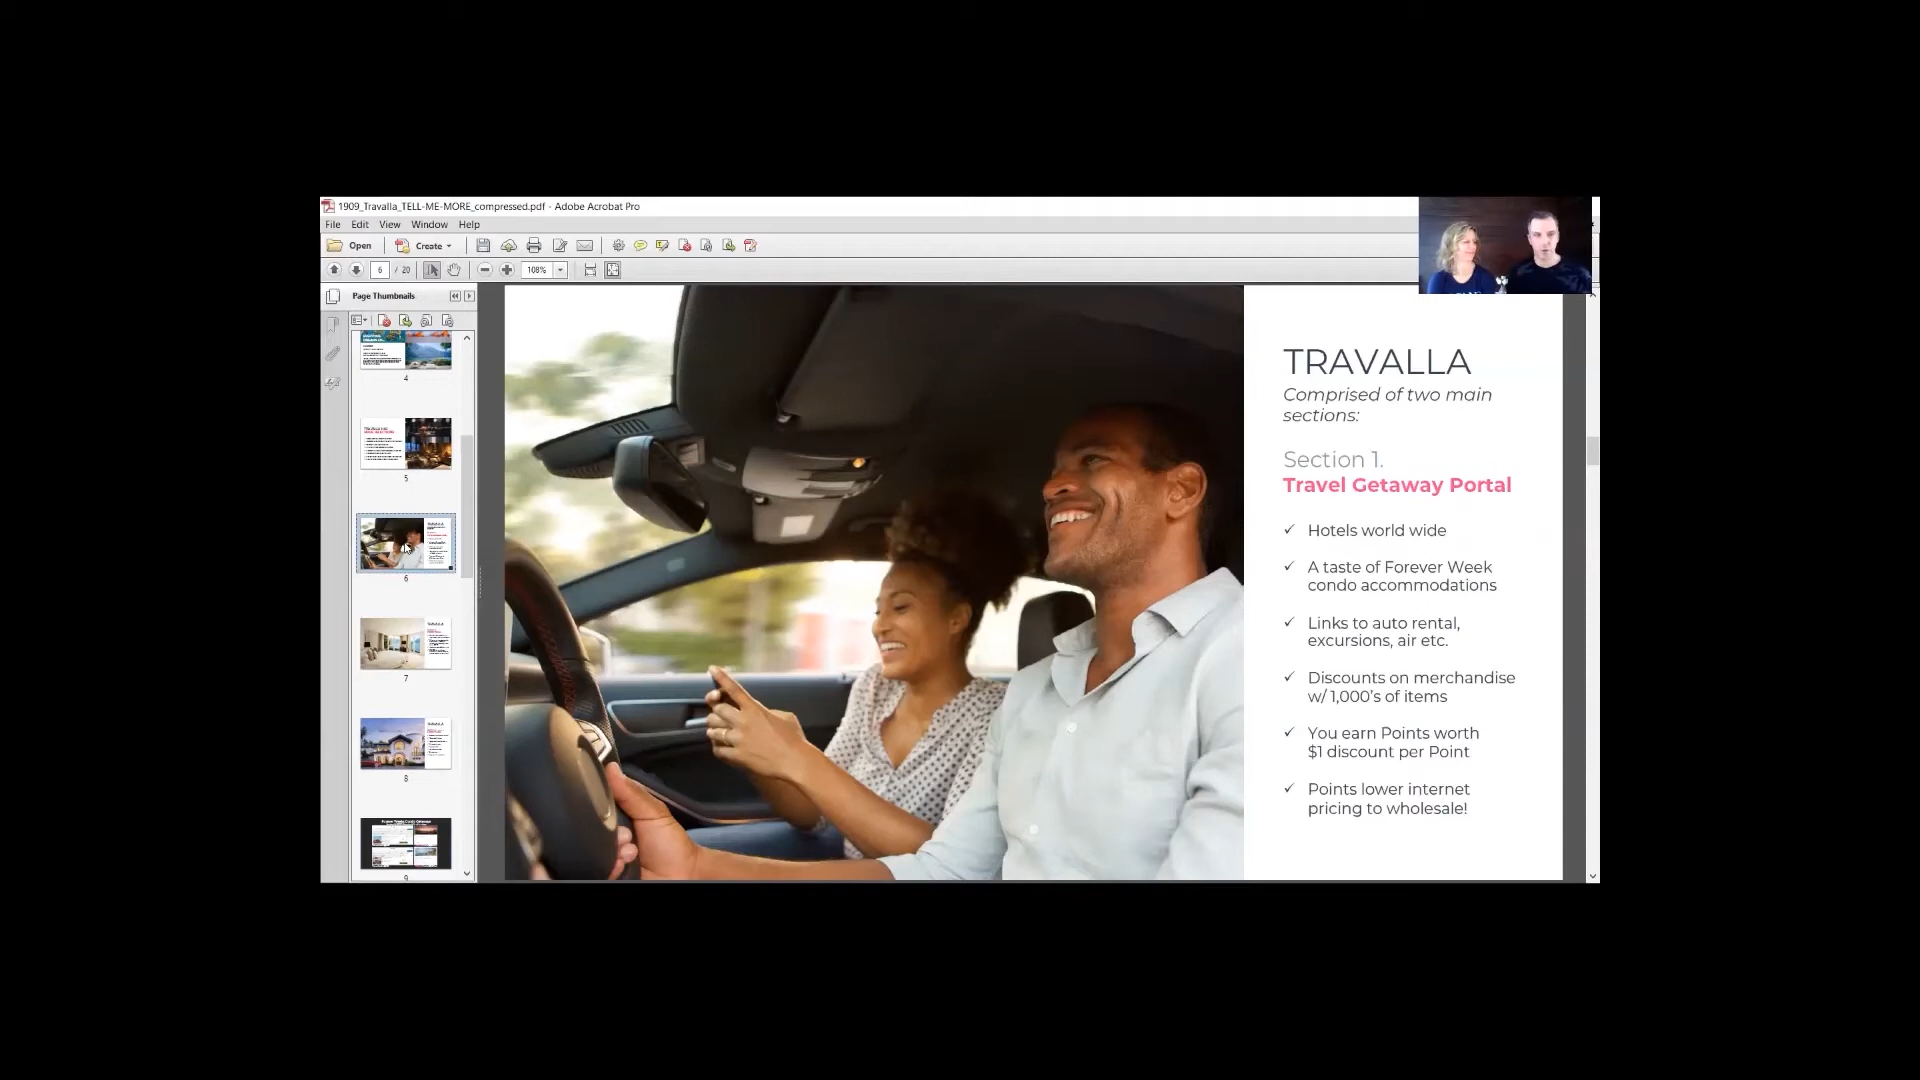 1909_Travalla_TELL-ME-MORE_compressed.pdf - Adobe Acrobat Pro
File Edit View Window Help
Open Create
6 / 20 108%
Page Thumbnails
4
5
6
7
8
9
TRAVALLA
Comprised of two main
sections:
Section 1.
Travel Getaway Portal
✓ Hotels world wide
✓ A taste of Forever Week
condo accommodations
✓ Links to auto rental,
excursions, air etc.
✓ Discounts on merchandise
w/ 1,000's of items
✓ You earn Points worth
$1 discount per Point
✓ Points lower internet
pricing to wholesale!